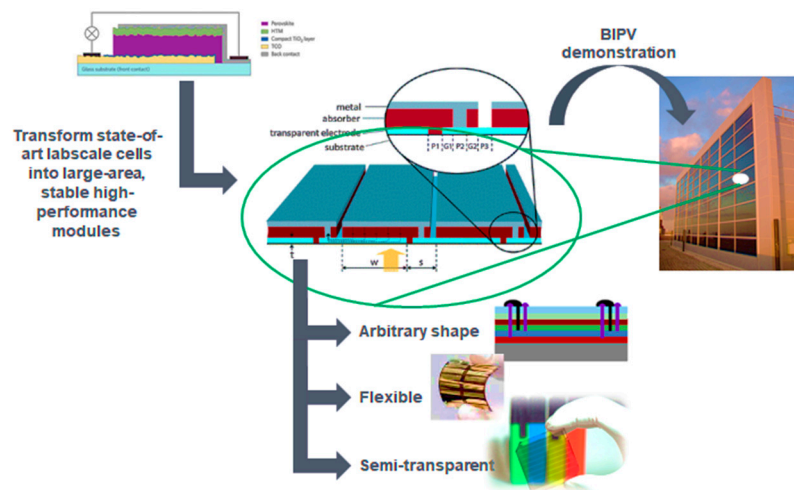 Perovskite
HTM
Compact TiO₂ layer
TCO
Back contact
Glass substrate (front contact)
BIPV
demonstration
Transform state-of-
art labscale cells
into large-area,
stable high-
performance
modules
metal
absorber
transparent electrode
substrate
P1 G1 P2 G2 P3
t
w
s
Arbitrary shape
Flexible
Semi-transparent